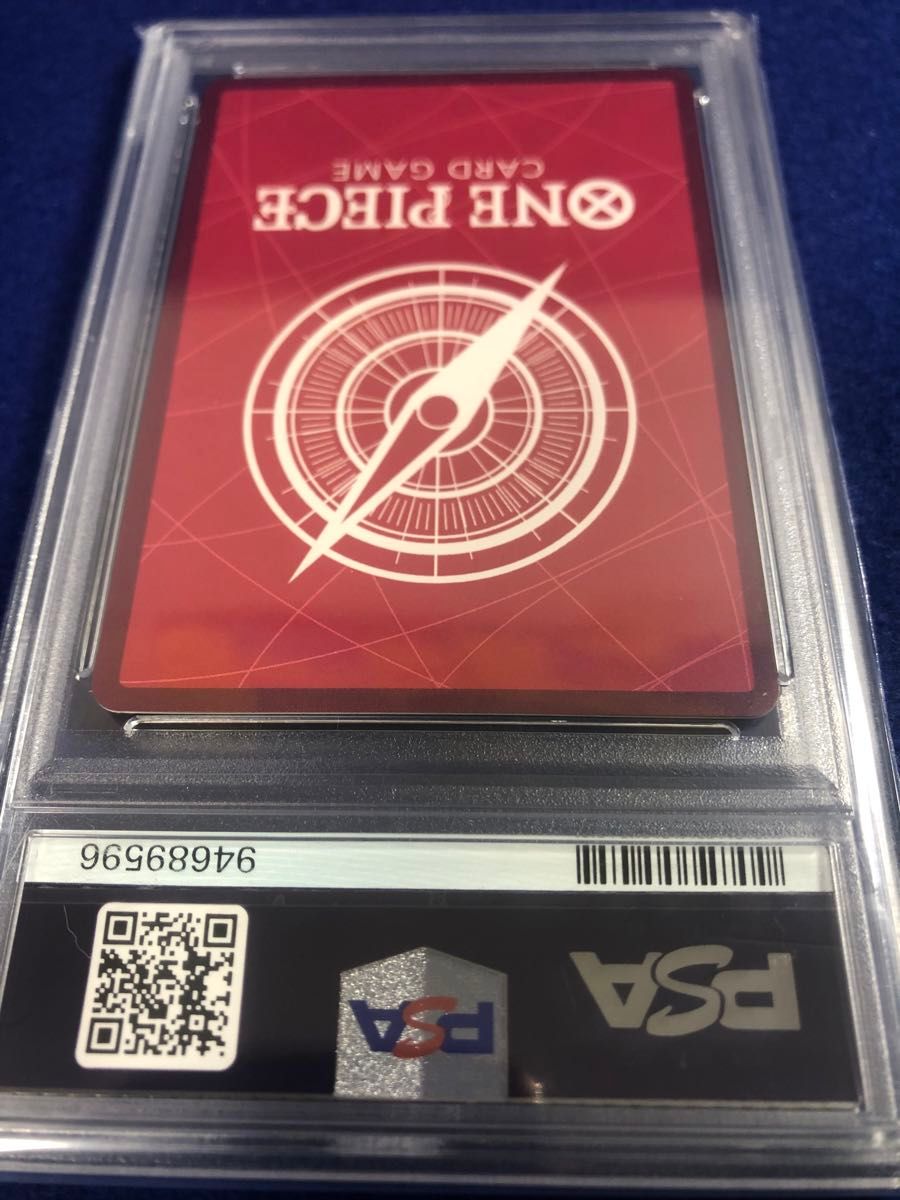 PSA
PSA
94689596
ONE PIECE
CARD GAME